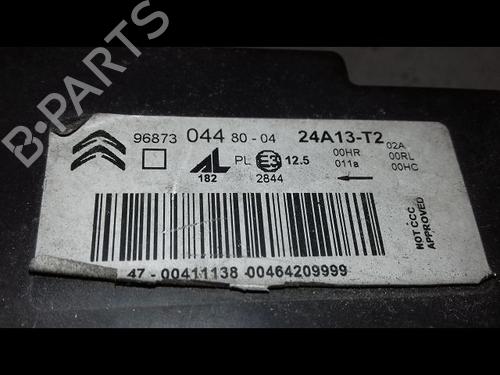 B-PARTS
96873 044 80-04 24A13-T2
02A
PL E3 12.5 00HR 00RL
182 2844 011a 00HC
NOT CCC
APPROVED
47-00411138 00464209999